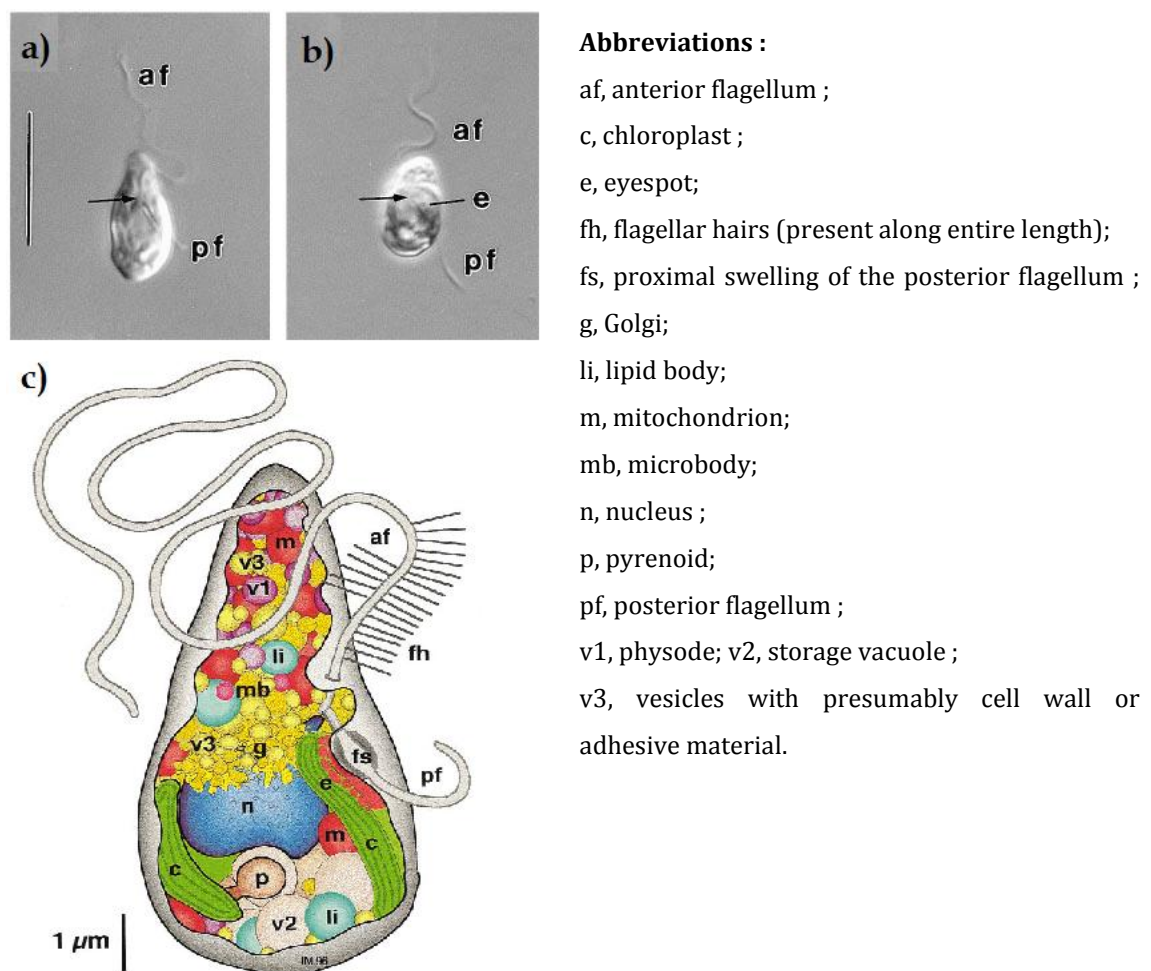 a)
af
pf
b)
af
e
pf
c)
af
m
v3
v1
fh
li
mb
v3
g
fs
pf
e
n
m
c
c
p
v2
li
1 µm
IM 96
Abbreviations :
af, anterior flagellum ;
c, chloroplast ;
e, eyespot;
fh, flagellar hairs (present along entire length);
fs, proximal swelling of the posterior flagellum ;
g, Golgi;
li, lipid body;
m, mitochondrion;
mb, microbody;
n, nucleus ;
p, pyrenoid;
pf, posterior flagellum ;
v1, physode; v2, storage vacuole ;
v3, vesicles with presumably cell wall or
adhesive material.